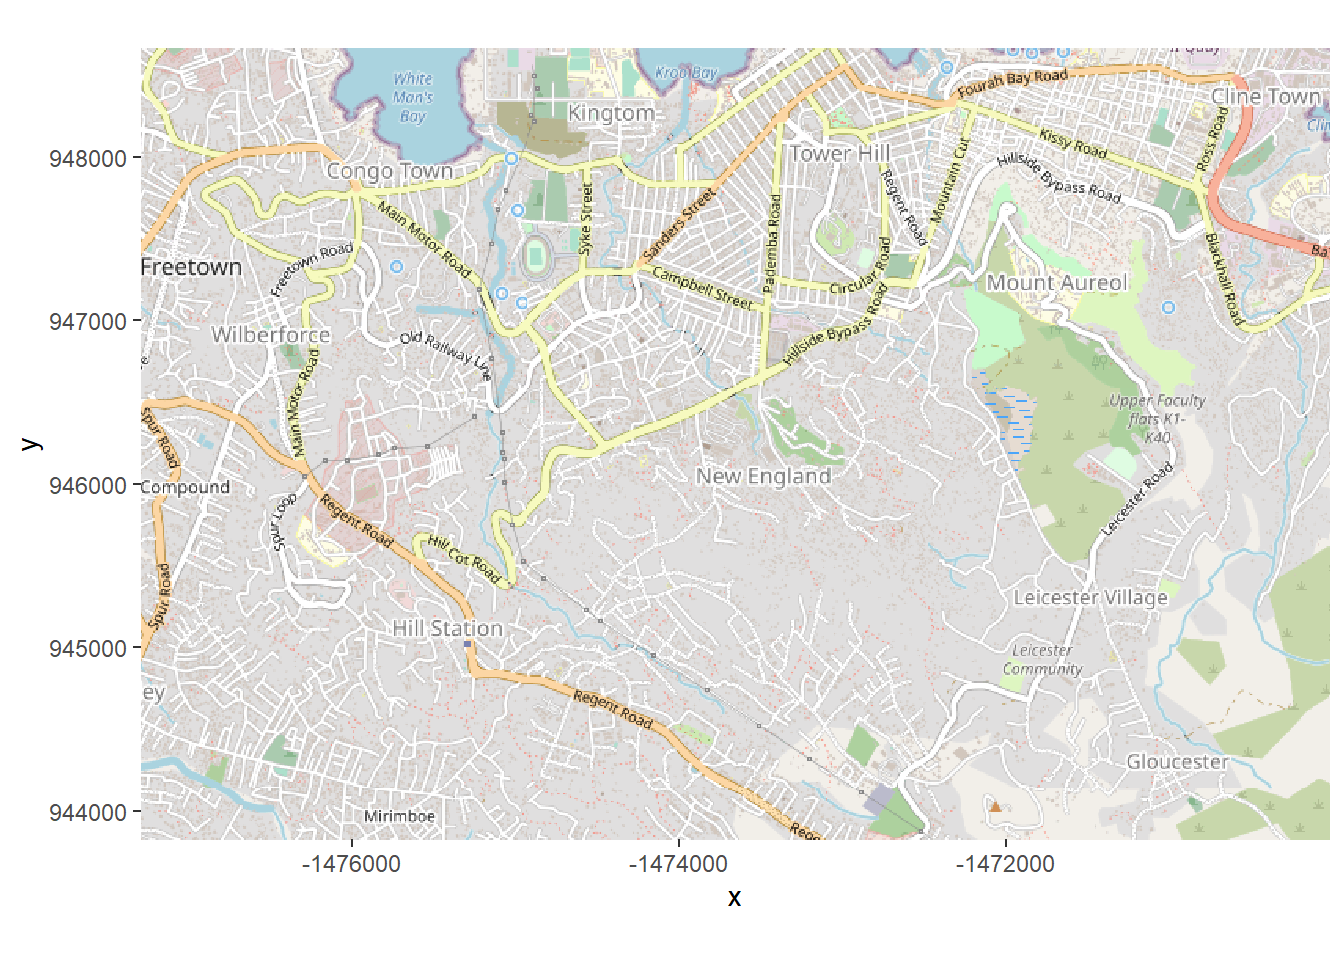 n Quay
White
Man's
Bay
Kroo Bay
Fourah Bay Road
Cline Town
Kingtom
Kissy Road
Ross Road
948000
Congo Town
Tower Hill
Hillside Bypass Road
Mountain Cut
Regent Road
Syke Street
Sanders Street
Pademba Road
Main Motor Road
Freetown Road
Freetown
Circular Road
Campbell Street
Mount Aureol
Blackhall Road
Ba
947000
Wilberforce
Old Railway Line
Hillside Bypass Road
Main Motor Road
Upper Faculty
flats K1-
K40
Spur Road
y
946000
Compound
New England
Leicester Road
Spur Loop
Regent Road
Hill Cot Road
Spur Road
Leicester Village
Hill Station
945000
Leicester
Community
ey
Regent Road
Gloucester
944000
Mirimboe
Rege
-1476000
-1474000
-1472000
x